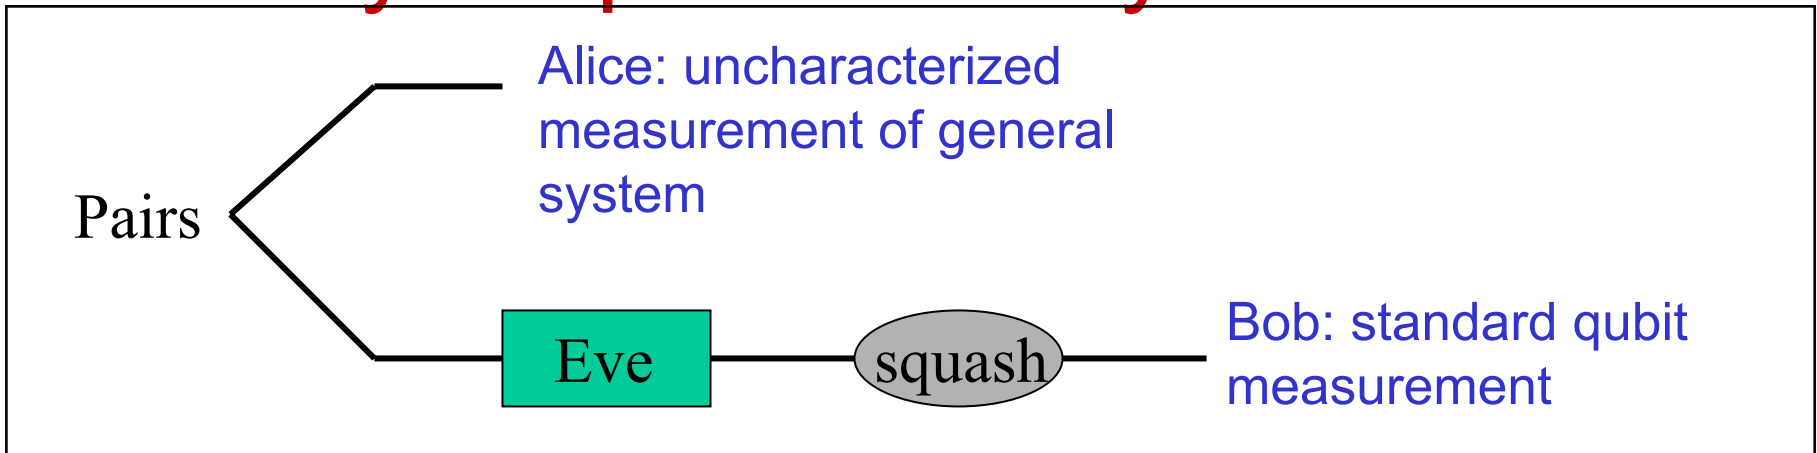 Alice: uncharacterized
measurement of general
system
Pairs
Eve
squash
Bob: standard qubit
measurement